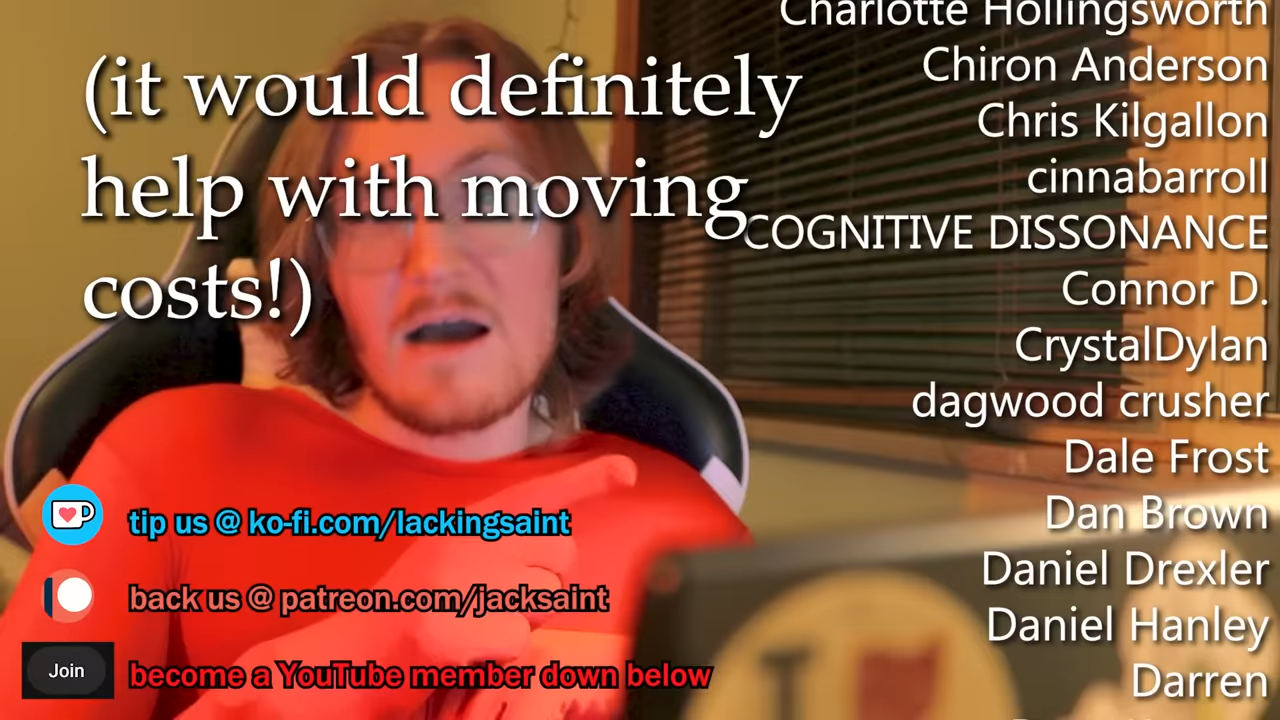 (it would definitely
help with moving
costs!)
tip us @ ko-fi.com/lackingsaint
back us @ patreon.com/jacksaint
Join
become a YouTube member down below
Charlotte Hollingsworth
Chiron Anderson
Chris Kilgallon
cinnabarroll
COGNITIVE DISSONANCE
Connor D.
CrystalDylan
dagwood crusher
Dale Frost
Dan Brown
Daniel Drexler
Daniel Hanley
Darren